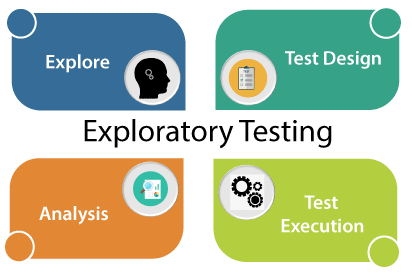 Explore
Test Design
Exploratory Testing
Analysis
Test
Execution